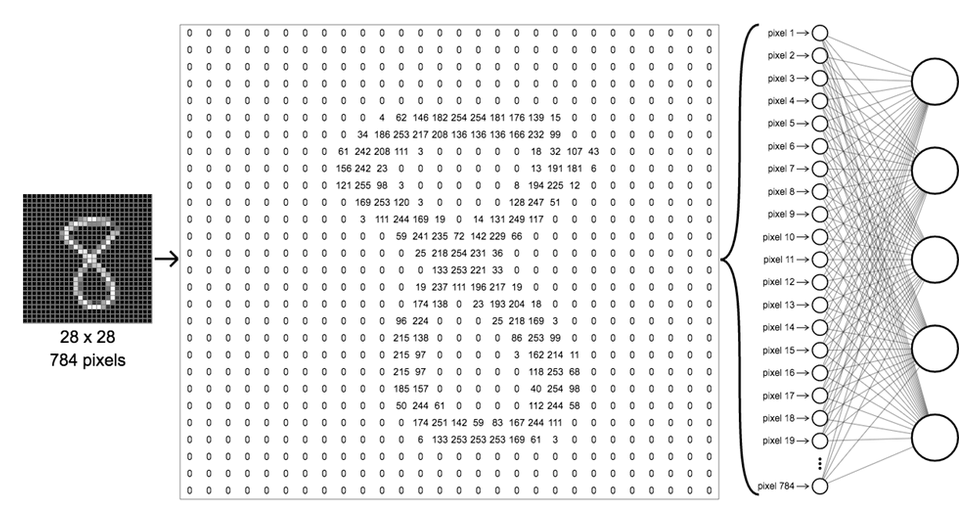 28 x 28
784 pixels
0 0 0 0 0 0 0 0 0 0 0 0 0 0 0 0 0 0 0 0 0 0 0 0 0 0 0 0
0 0 0 0 0 0 0 0 0 0 0 0 0 0 0 0 0 0 0 0 0 0 0 0 0 0 0 0
0 0 0 0 0 0 0 0 0 0 0 0 0 0 0 0 0 0 0 0 0 0 0 0 0 0 0 0
0 0 0 0 0 0 0 0 0 0 0 0 0 0 0 0 0 0 0 0 0 0 0 0 0 0 0 0
0 0 0 0 0 0 0 0 0 0 0 0 0 0 0 0 0 0 0 0 0 0 0 0 0 0 0 0
0 0 0 0 0 0 0 0 0 0 4 62 146 182 254 254 181 176 139 15 0 0 0 0 0 0 0 0
0 0 0 0 0 0 0 0 0 34 186 253 217 208 136 136 136 166 232 99 0 0 0 0 0 0 0 0
0 0 0 0 0 0 0 0 61 242 208 111 3 0 0 0 0 0 18 32 107 43 0 0 0 0 0 0
0 0 0 0 0 0 0 0 156 242 23 0 0 0 0 0 0 0 13 191 181 6 0 0 0 0 0 0
0 0 0 0 0 0 0 0 121 255 98 3 0 0 0 0 0 8 194 225 12 0 0 0 0 0 0 0
0 0 0 0 0 0 0 0 0 169 253 120 3 0 0 0 0 128 247 51 0 0 0 0 0 0 0 0
0 0 0 0 0 0 0 0 0 3 111 244 169 19 0 14 131 249 117 0 0 0 0 0 0 0 0 0
0 0 0 0 0 0 0 0 0 0 0 59 241 235 72 142 229 66 0 0 0 0 0 0 0 0 0 0
0 0 0 0 0 0 0 0 0 0 0 0 25 218 254 231 36 0 0 0 0 0 0 0 0 0 0 0
0 0 0 0 0 0 0 0 0 0 0 0 0 133 253 221 33 0 0 0 0 0 0 0 0 0 0 0
0 0 0 0 0 0 0 0 0 0 0 0 19 237 111 196 217 19 0 0 0 0 0 0 0 0 0 0
0 0 0 0 0 0 0 0 0 0 0 0 174 138 0 23 193 204 18 0 0 0 0 0 0 0 0 0
0 0 0 0 0 0 0 0 0 0 0 96 224 0 0 0 25 218 169 3 0 0 0 0 0 0 0 0
0 0 0 0 0 0 0 0 0 0 0 215 138 0 0 0 0 86 253 99 0 0 0 0 0 0 0 0
0 0 0 0 0 0 0 0 0 0 0 215 97 0 0 0 0 3 162 214 11 0 0 0 0 0 0 0
0 0 0 0 0 0 0 0 0 0 0 215 97 0 0 0 0 0 118 253 68 0 0 0 0 0 0 0
0 0 0 0 0 0 0 0 0 0 0 185 157 0 0 0 0 0 40 254 98 0 0 0 0 0 0 0
0 0 0 0 0 0 0 0 0 0 0 50 244 61 0 0 0 0 112 244 58 0 0 0 0 0 0 0
0 0 0 0 0 0 0 0 0 0 0 0 174 251 142 59 83 167 244 111 0 0 0 0 0 0 0 0
0 0 0 0 0 0 0 0 0 0 0 0 6 133 253 253 253 169 61 3 0 0 0 0 0 0 0 0
0 0 0 0 0 0 0 0 0 0 0 0 0 0 0 0 0 0 0 0 0 0 0 0 0 0 0 0
0 0 0 0 0 0 0 0 0 0 0 0 0 0 0 0 0 0 0 0 0 0 0 0 0 0 0 0
0 0 0 0 0 0 0 0 0 0 0 0 0 0 0 0 0 0 0 0 0 0 0 0 0 0 0 0
pixel 1
pixel 2
pixel 3
pixel 4
pixel 5
pixel 6
pixel 7
pixel 8
pixel 9
pixel 10
pixel 11
pixel 12
pixel 13
pixel 14
pixel 15
pixel 16
pixel 17
pixel 18
pixel 19
pixel 784